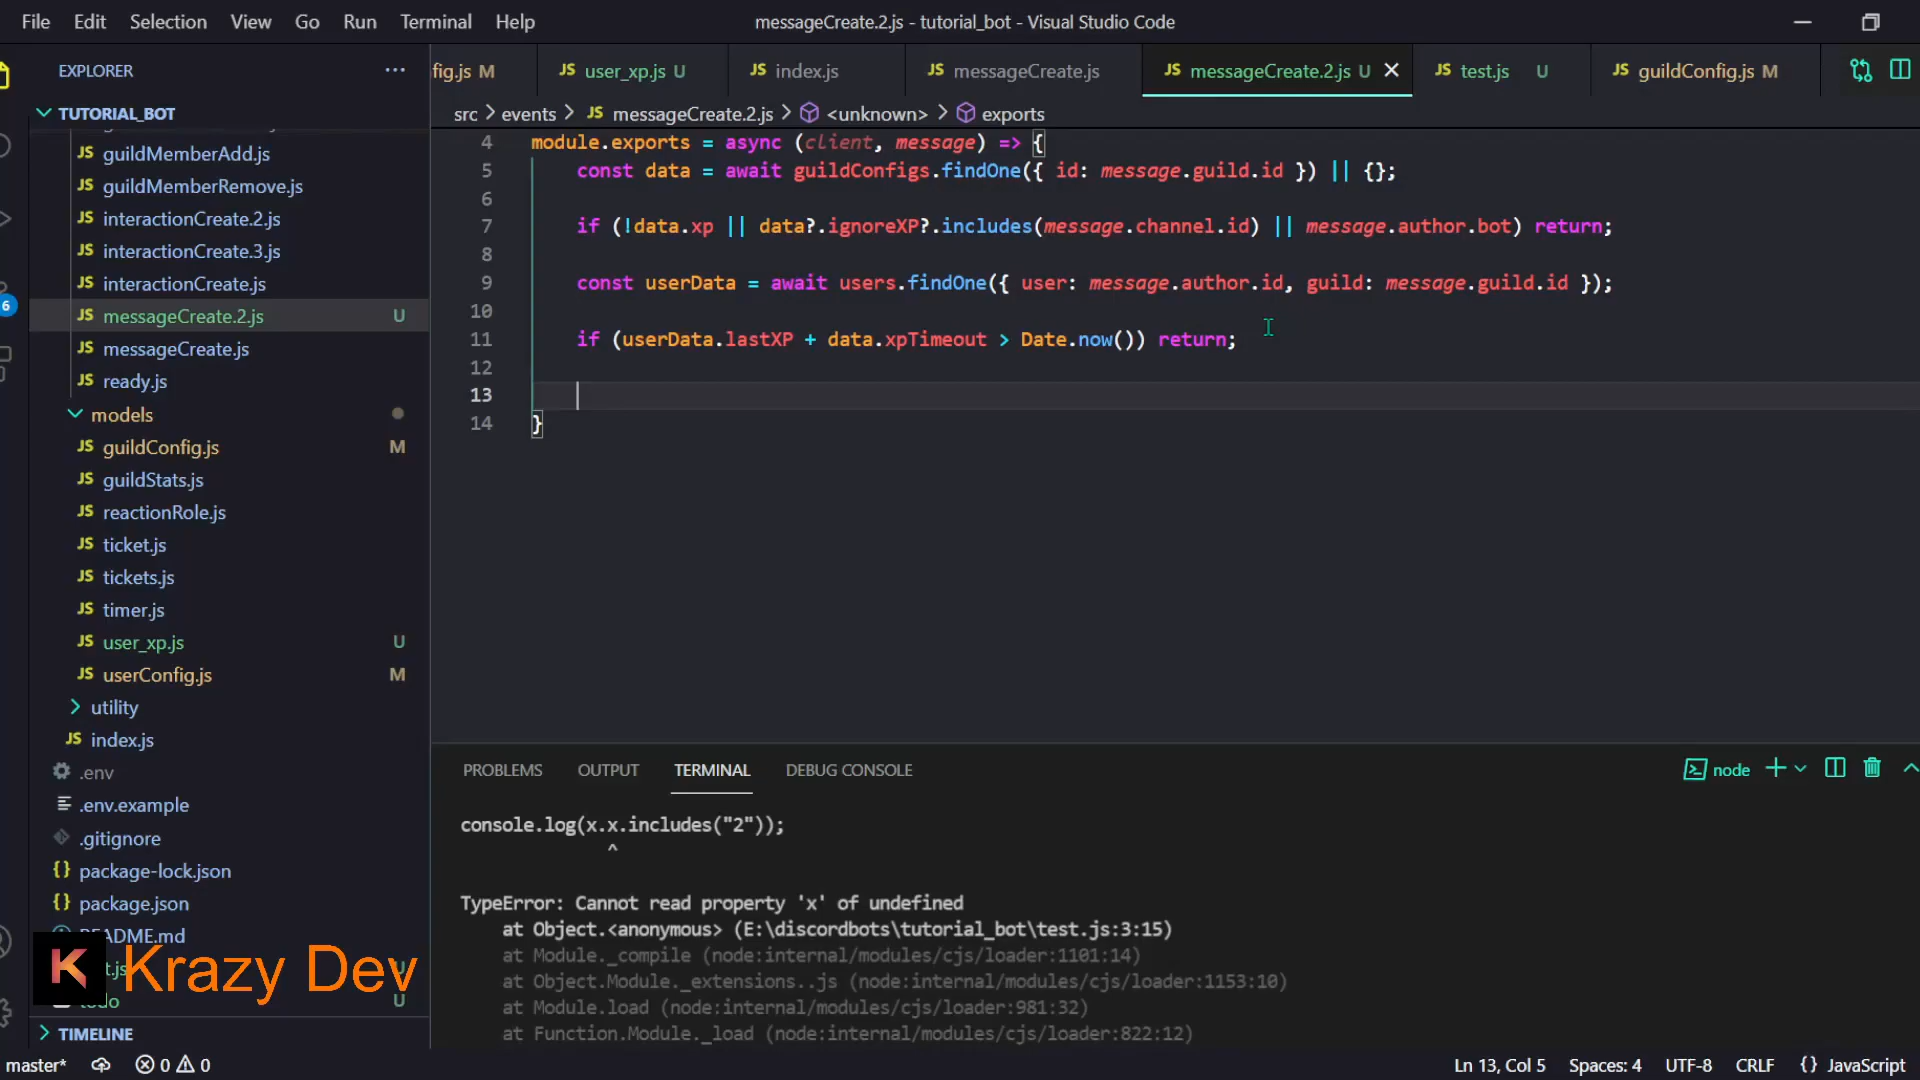 File Edit Selection View Go Run Terminal Help
messageCreate.2.js - tutorial_bot - Visual Studio Code
EXPLORER ···
fig.js M
JS user_xp.js U
JS index.js
JS messageCreate.js
JS messageCreate.2.js U
JS test.js U
JS guildConfig.js M
TUTORIAL_BOT
src > events > JS messageCreate.2.js > <unknown> > exports
JS guildMemberAdd.js
JS guildMemberRemove.js
JS interactionCreate.2.js
JS interactionCreate.3.js
JS interactionCreate.js
JS messageCreate.2.js U
JS messageCreate.js
JS ready.js
models
JS guildConfig.js M
JS guildStats.js
JS reactionRole.js
JS ticket.js
JS tickets.js
JS timer.js
JS user_xp.js U
JS userConfig.js M
utility
JS index.js
.env
.env.example
.gitignore
{} package-lock.json
{} package.json
README.md
t.js U
todo U
K Krazy Dev
TIMELINE
4 module.exports = async (client, message) => {
5 const data = await guildConfigs.findOne({ id: message.guild.id }) || {};
6
7 if (!data.xp || data?.ignoreXP?.includes(message.channel.id) || message.author.bot) return;
8
9 const userData = await users.findOne({ user: message.author.id, guild: message.guild.id });
10
11 if (userData.lastXP + data.xpTimeout > Date.now()) return;
12
13
14 }
PROBLEMS OUTPUT TERMINAL DEBUG CONSOLE
node
console.log(x.x.includes("2"));
^
TypeError: Cannot read property 'x' of undefined
at Object.<anonymous> (E:\discordbots\tutorial_bot\test.js:3:15)
at Module._compile (node:internal/modules/cjs/loader:1101:14)
at Object.Module._extensions..js (node:internal/modules/cjs/loader:1153:10)
at Module.load (node:internal/modules/cjs/loader:981:32)
at Function.Module._load (node:internal/modules/cjs/loader:822:12)
6
master* 0 0
Ln 13, Col 5 Spaces: 4 UTF-8 CRLF {} JavaScript